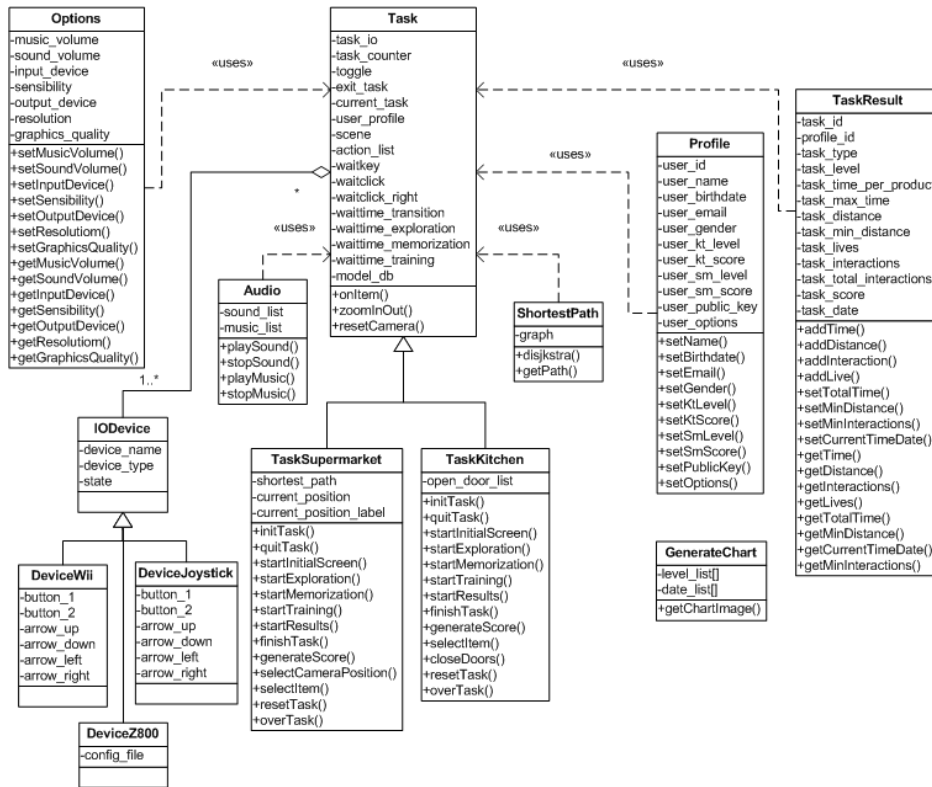 Options
-music_volume
-sound_volume
-input_device
-sensibility
-output_device
-resolution
-graphics_quality
+setMusicVolume()
+setSoundVolume()
+setInputDevice()
+setSensibility()
+setOutputDevice()
+setResolutiom()
+setGraphicsQuality()
+getMusicVolume()
+getSoundVolume()
+getInputDevice()
+getSensibility()
+getOutputDevice()
+getResolutiom()
+getGraphicsQuality()
«uses»
Task
-task_io
-task_counter
-toggle
-exit_task
-current_task
-user_profile
-scene
-action_list
-waitkey
-waitclick
-waitclick_right
-waittime_transition
-waittime_exploration
-waittime_memorization
-waittime_training
-model_db
+onItem()
+zoomInOut()
+resetCamera()
«uses»
TaskResult
-task_id
-profile_id
-task_type
-task_level
-task_time_per_product
-task_max_time
-task_distance
-task_min_distance
-task_lives
-task_interactions
-task_total_interactions
-task_score
-task_date
+addTime()
+addDistance()
+addInteraction()
+addLive()
+setTotalTime()
+setMinDistance()
+setMinInteractions()
+setCurrentTimeDate()
+getTime()
+getDistance()
+getInteractions()
+getLives()
+getTotalTime()
+getMinDistance()
+getCurrentTimeDate()
+getMinInteractions()
«uses»
Profile
-user_id
-user_name
-user_birthdate
-user_email
-user_gender
-user_kt_level
-user_kt_score
-user_sm_level
-user_sm_score
-user_public_key
-user_options
+setName()
+setBirthdate()
+setEmail()
+setGender()
+setKtLevel()
+setKtScore()
+setSmLevel()
+setSmScore()
+setPublicKey()
+setOptions()
*
«uses»
Audio
-sound_list
-music_list
+playSound()
+stopSound()
+playMusic()
+stopMusic()
«uses»
ShortestPath
-graph
+disjkstra()
+getPath()
1..*
IODevice
-device_name
-device_type
-state
TaskSupermarket
-shortest_path
-current_position
-current_position_label
+initTask()
+quitTask()
+startInitialScreen()
+startExploration()
+startMemorization()
+startTraining()
+startResults()
+finishTask()
+generateScore()
+selectCameraPosition()
+selectItem()
+resetTask()
+overTask()
TaskKitchen
-open_door_list
+initTask()
+quitTask()
+startInitialScreen()
+startExploration()
+startMemorization()
+startTraining()
+startResults()
+finishTask()
+generateScore()
+selectItem()
+closeDoors()
+resetTask()
+overTask()
GenerateChart
-level_list[]
-date_list[]
+getChartImage()
DeviceWii
-button_1
-button_2
-arrow_up
-arrow_down
-arrow_left
-arrow_right
DeviceJoystick
-button_1
-button_2
-arrow_up
-arrow_down
-arrow_left
-arrow_right
DeviceZ800
-config_file